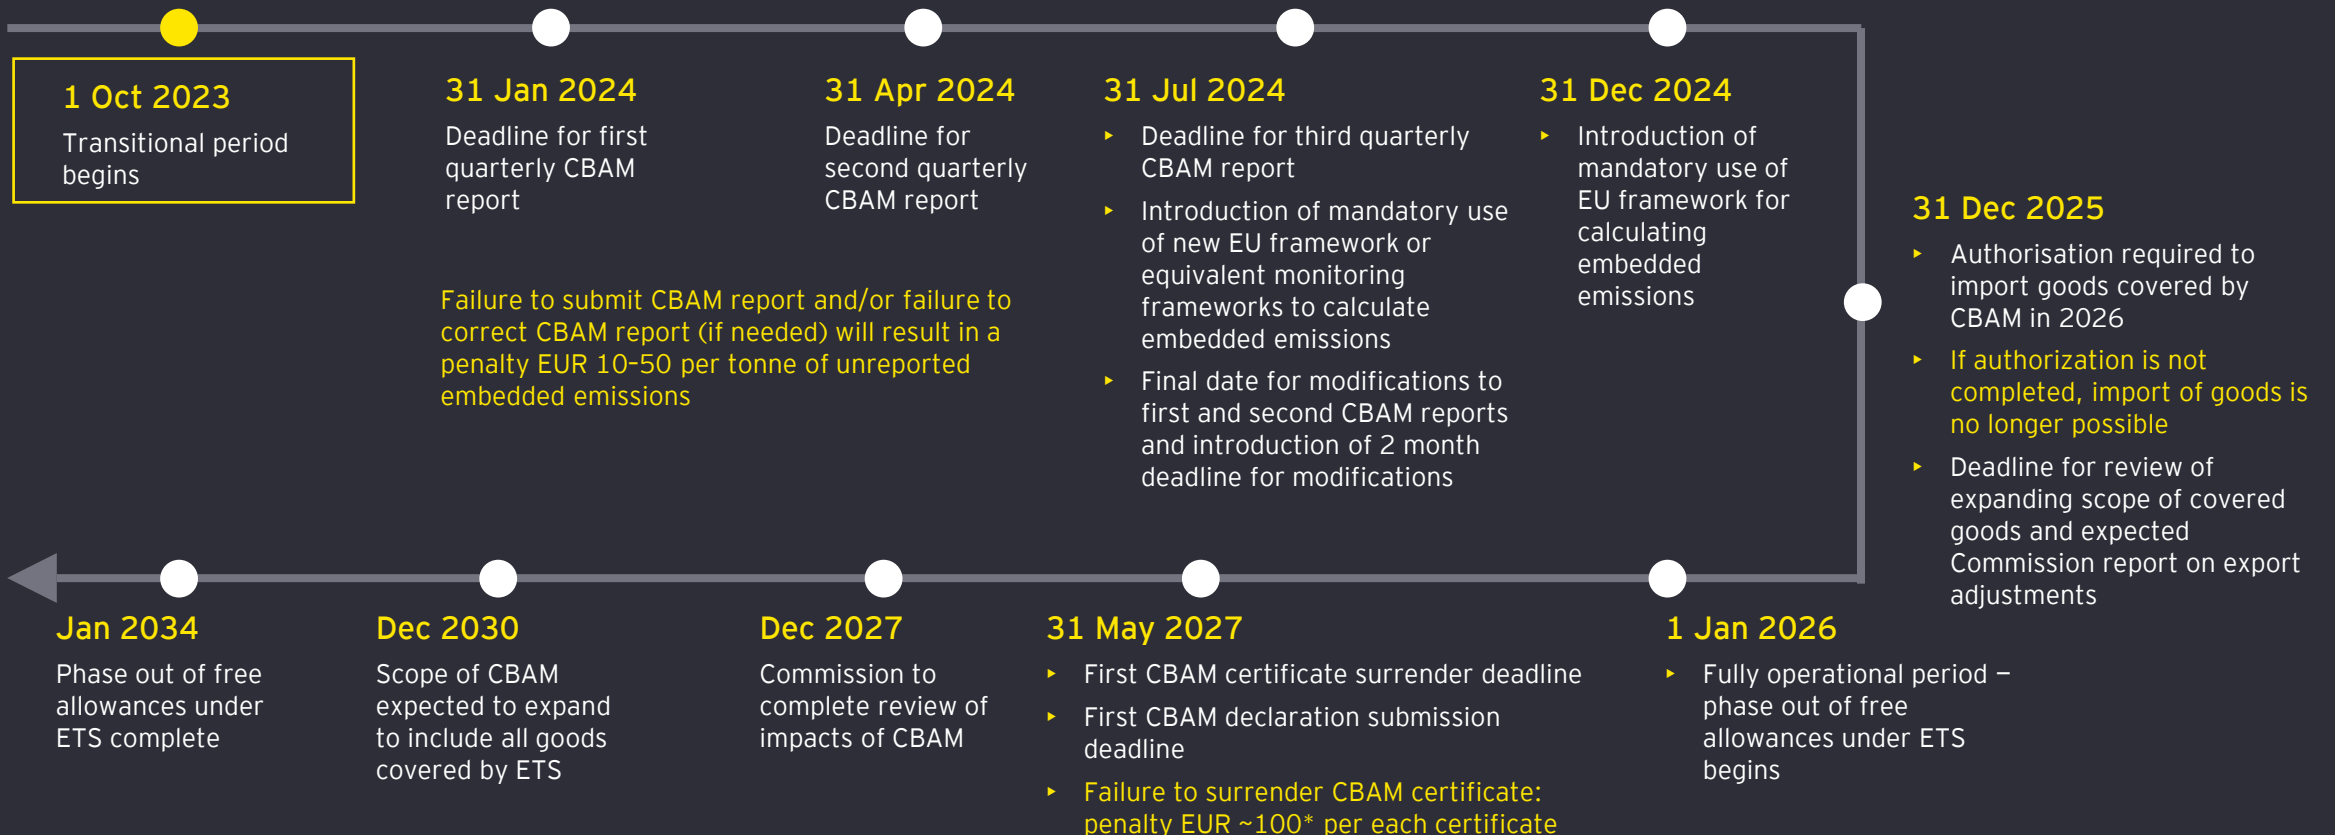 1 Oct 2023
Transitional period
begins
31 Jan 2024
Deadline for first
quarterly CBAM
report
31 Apr 2024
Deadline for
second quarterly
CBAM report
Failure to submit CBAM report and/or failure to
correct CBAM report (if needed) will result in a
penalty EUR 10–50 per tonne of unreported
embedded emissions
31 Jul 2024
▸ Deadline for third quarterly
CBAM report
▸ Introduction of mandatory use
of new EU framework or
equivalent monitoring
frameworks to calculate
embedded emissions
▸ Final date for modifications to
first and second CBAM reports
and introduction of 2 month
deadline for modifications
31 Dec 2024
▸ Introduction of
mandatory use of
EU framework for
calculating
embedded
emissions
31 Dec 2025
▸ Authorisation required to
import goods covered by
CBAM in 2026
▸ If authorization is not
completed, import of goods is
no longer possible
▸ Deadline for review of
expanding scope of covered
goods and expected
Commission report on export
adjustments
1 Jan 2026
▸ Fully operational period –
phase out of free
allowances under ETS
begins
31 May 2027
▸ First CBAM certificate surrender deadline
▸ First CBAM declaration submission
deadline
▸ Failure to surrender CBAM certificate:
penalty EUR ~100* per each certificate
Dec 2027
Commission to
complete review of
impacts of CBAM
Dec 2030
Scope of CBAM
expected to expand
to include all goods
covered by ETS
Jan 2034
Phase out of free
allowances under
ETS complete